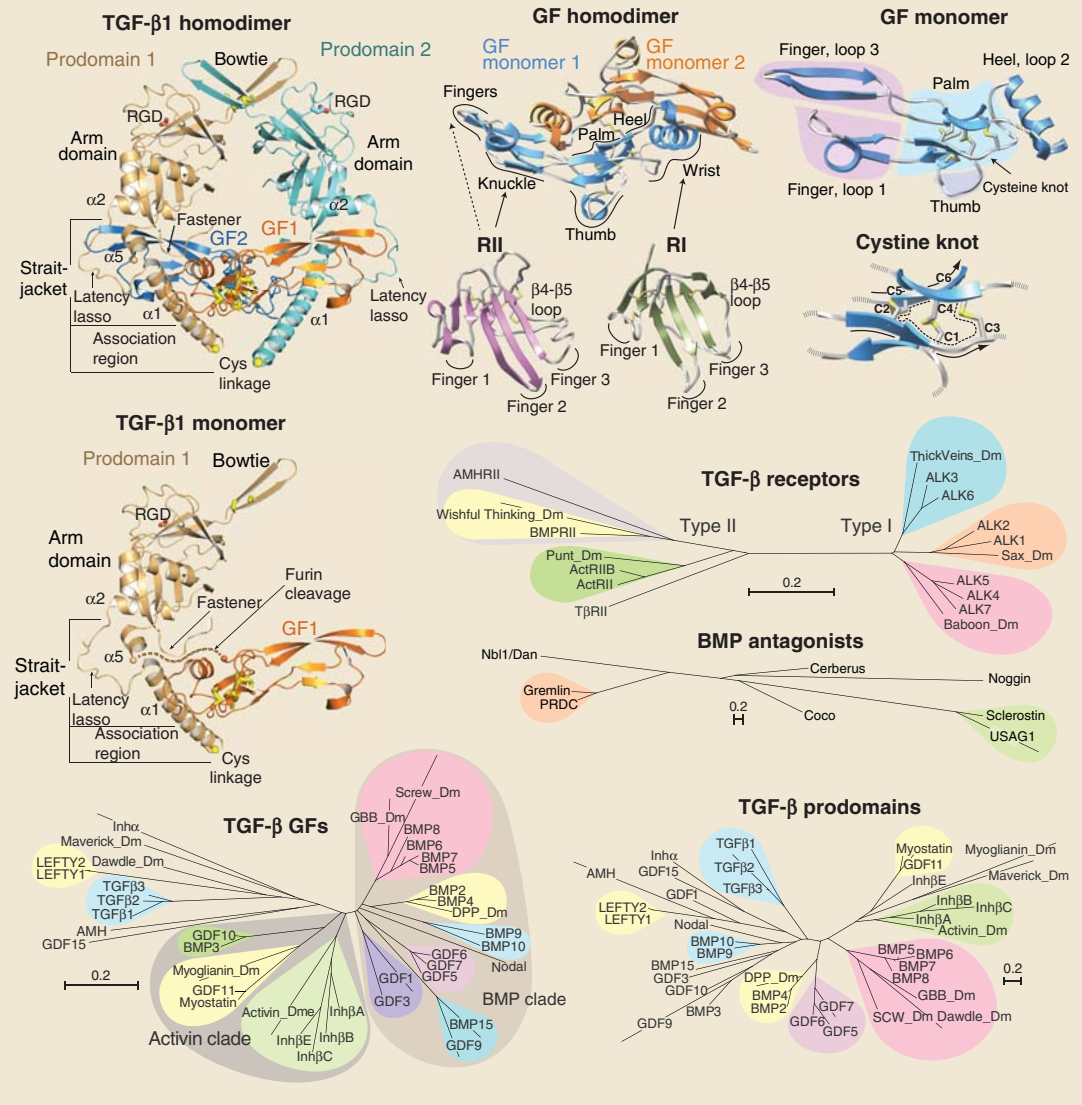 TGF-β1 homodimer
Prodomain 1
Bowtie
Prodomain 2
RGD
RGD
Arm
domain
Arm
domain
α2
α2
Fastener
GF2
GF1
α5
Strait-
jacket
Latency
lasso
α1
Association
region
α1
Latency
lasso
Cys
linkage
GF homodimer
GF
monomer 1
GF
monomer 2
Fingers
Heel
Palm
Knuckle
Wrist
Thumb
RII
RI
β4-β5
loop
β4-β5
loop
Finger 1
Finger 3
Finger 2
Finger 1
Finger 3
Finger 2
GF monomer
Finger, loop 3
Heel, loop 2
Palm
Finger, loop 1
Cysteine knot
Thumb
Cystine knot
C6
C5
C2
C4
C1
C3
TGF-β1 monomer
Prodomain 1
Bowtie
RGD
Arm
domain
Furin
cleavage
α2
Fastener
GF1
α5
Strait-
jacket
Latency
lasso
α1
Association
region
Cys
linkage
TGF-β receptors
AMHRII
Wishful Thinking_Dm
BMPRII
Punt_Dm
ActRIIB
ActRII
TβRII
Type II
Type I
0.2
ThickVeins_Dm
ALK3
ALK6
ALK2
ALK1
Sax_Dm
ALK5
ALK4
ALK7
Baboon_Dm
BMP antagonists
Nbl1/Dan
Gremlin
PRDC
Cerberus
Noggin
0.2
Coco
Sclerostin
USAG1
TGF-β GFs
Inhα
Maverick_Dm
LEFTY2
LEFTY1
Dawdle_Dm
TGFβ3
TGFβ2
TGFβ1
AMH
GDF15
0.2
GDF10
BMP3
Myoglianin_Dm
GDF11
Myostatin
Activin clade
Activin_Dme
InhβA
InhβE
InhβB
InhβC
Screw_Dm
GBB_Dm
BMP8
BMP6
BMP7
BMP5
BMP2
BMP4
DPP_Dm
BMP9
BMP10
Nodal
GDF6
GDF7
GDF5
GDF1
GDF3
BMP clade
BMP15
GDF9
TGF-β prodomains
TGFβ1
TGFβ2
TGFβ3
Inhα
GDF15
AMH
GDF1
LEFTY2
LEFTY1
Nodal
BMP10
BMP9
BMP15
GDF3
GDF10
BMP3
GDF9
DPP_Dm
BMP4
BMP2
GDF7
GDF6
GDF5
Myostatin
GDF11
InhβE
Myoglianin_Dm
Maverick_Dm
InhβB
InhβC
InhβA
Activin_Dm
BMP5
BMP6
BMP7
BMP8
GBB_Dm
SCW_Dm
Dawdle_Dm
0.2